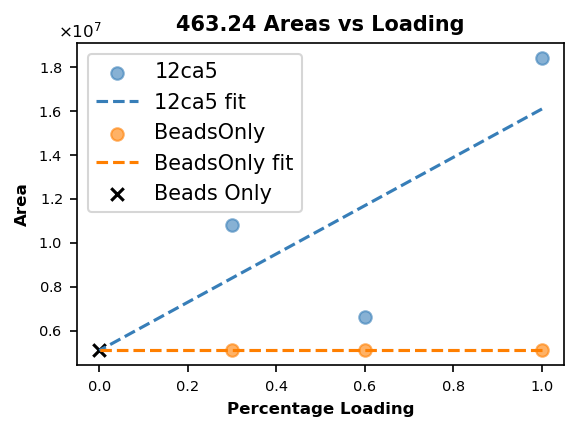 463.24 Areas vs Loading
×10⁷
12ca5
12ca5 fit
BeadsOnly
BeadsOnly fit
Beads Only
1.8
1.6
1.4
1.2
1.0
0.8
0.6
Area
0.0 0.2 0.4 0.6 0.8 1.0
Percentage Loading